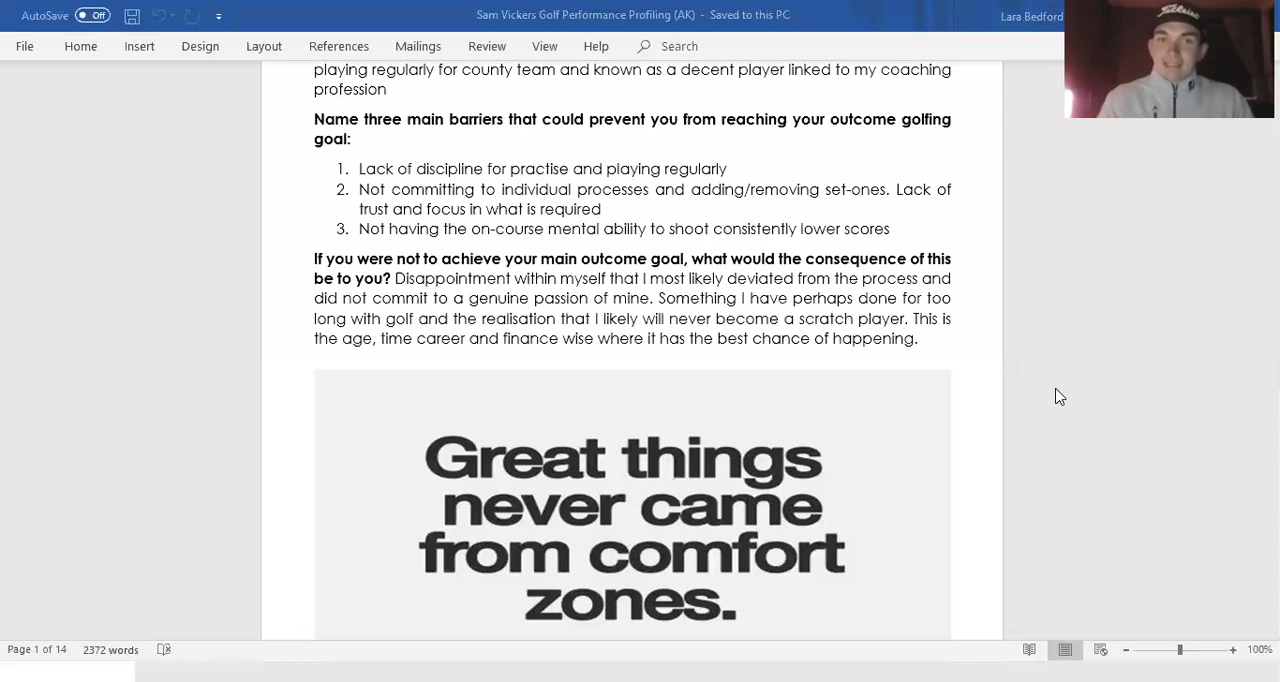 AutoSave Off Sam Vickers Golf Performance Profiling (AK) - Saved to this PC Lara Bedford
File Home Insert Design Layout References Mailings Review View Help Search
playing regularly for county team and known as a decent player linked to my coaching
profession
Name three main barriers that could prevent you from reaching your outcome golfing
goal:
1. Lack of discipline for practise and playing regularly
2. Not committing to individual processes and adding/removing set-ones. Lack of
trust and focus in what is required
3. Not having the on-course mental ability to shoot consistently lower scores
If you were not to achieve your main outcome goal, what would the consequence of this
be to you? Disappointment within myself that I most likely deviated from the process and
did not commit to a genuine passion of mine. Something I have perhaps done for too
long with golf and the realisation that I likely will never become a scratch player. This is
the age, time career and finance wise where it has the best chance of happening.
Great things
never came
from comfort
zones.
Page 1 of 14 2372 words 100%
Titleist